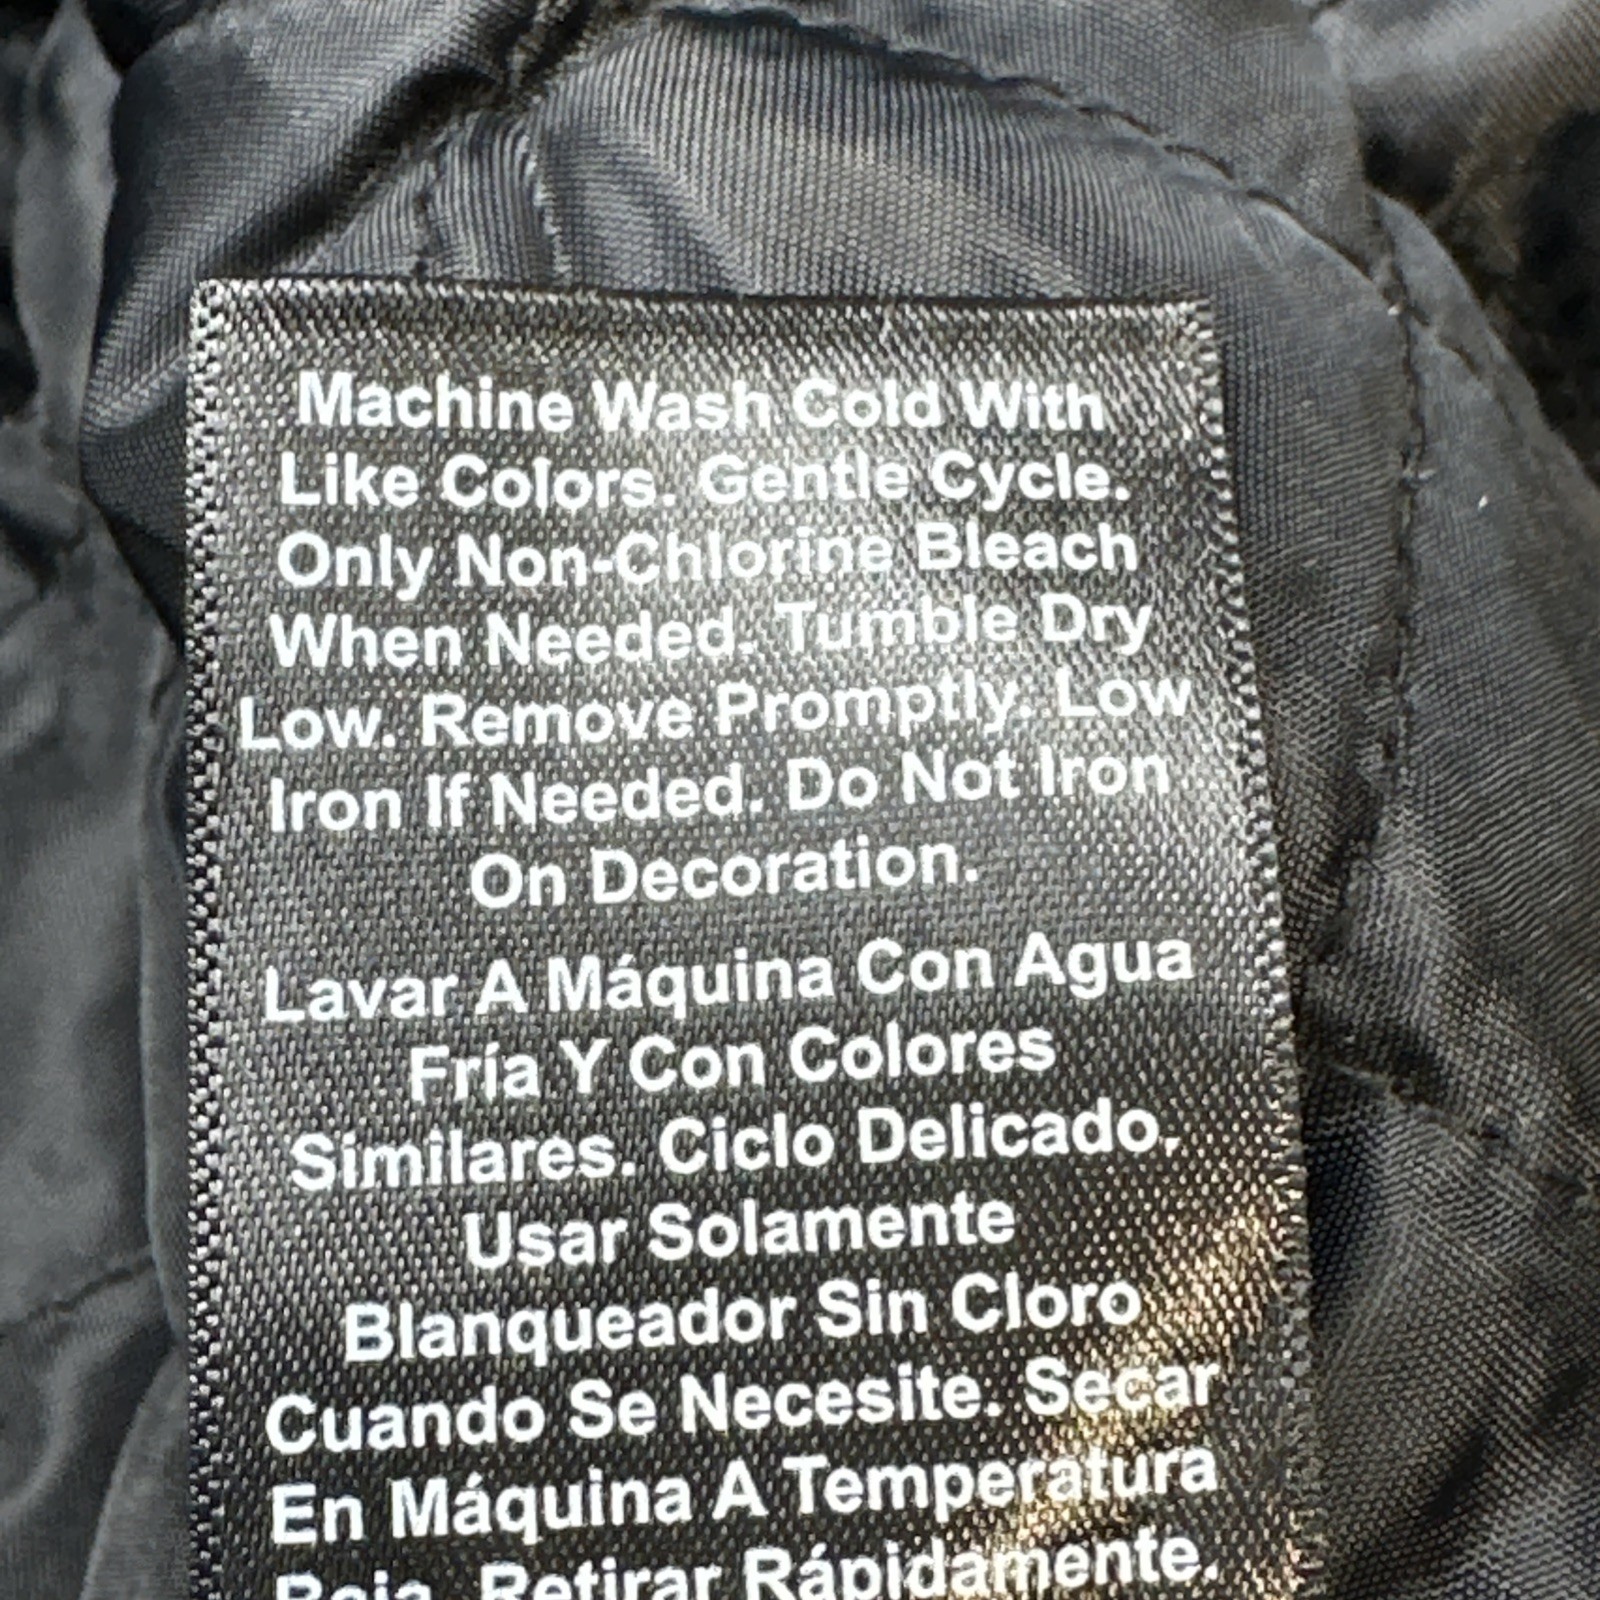 Machine Wash Cold With
Like Colors. Gentle Cycle.
Only Non-Chlorine Bleach
When Needed. Tumble Dry
Low. Remove Promptly. Low
Iron If Needed. Do Not Iron
On Decoration.
Lavar A Máquina Con Agua
Fría Y Con Colores
Similares. Ciclo Delicado.
Usar Solamente
Blanqueador Sin Cloro
Cuando Se Necesite. Secar
En Máquina A Temperatura
Baja. Retirar Rápidamente.